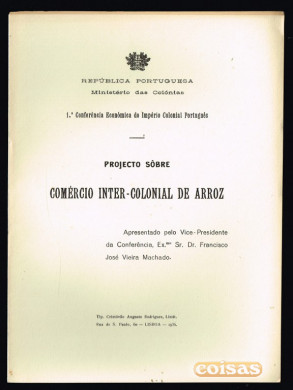 REPÚBLICA PORTUGUESA
Ministério das Colónias
1.ª Conferência Económica do Império Colonial Português
PROJECTO SÔBRE
COMÉRCIO INTER-COLONIAL DE ARROZ
Apresentado pelo Vice-Presidente
da Conferência, Ex.mo Sr. Dr. Francisco
José Vieira Machado.
Tip. Cristóvão Augusto Rodrigues, Limit.
Rua de S. Paulo, — LISBOA —
coisas